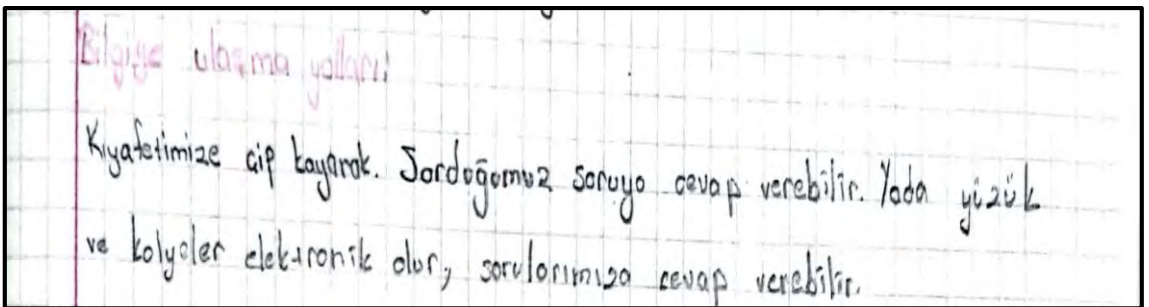 Bilgiye ulaşma yolları:
Kıyafetimize çip koyarak. Sorduğumuz soruya cevap verebilir. Yada yüzük
ve kolyeler elektronik olur, sorularımıza cevap verebilir.